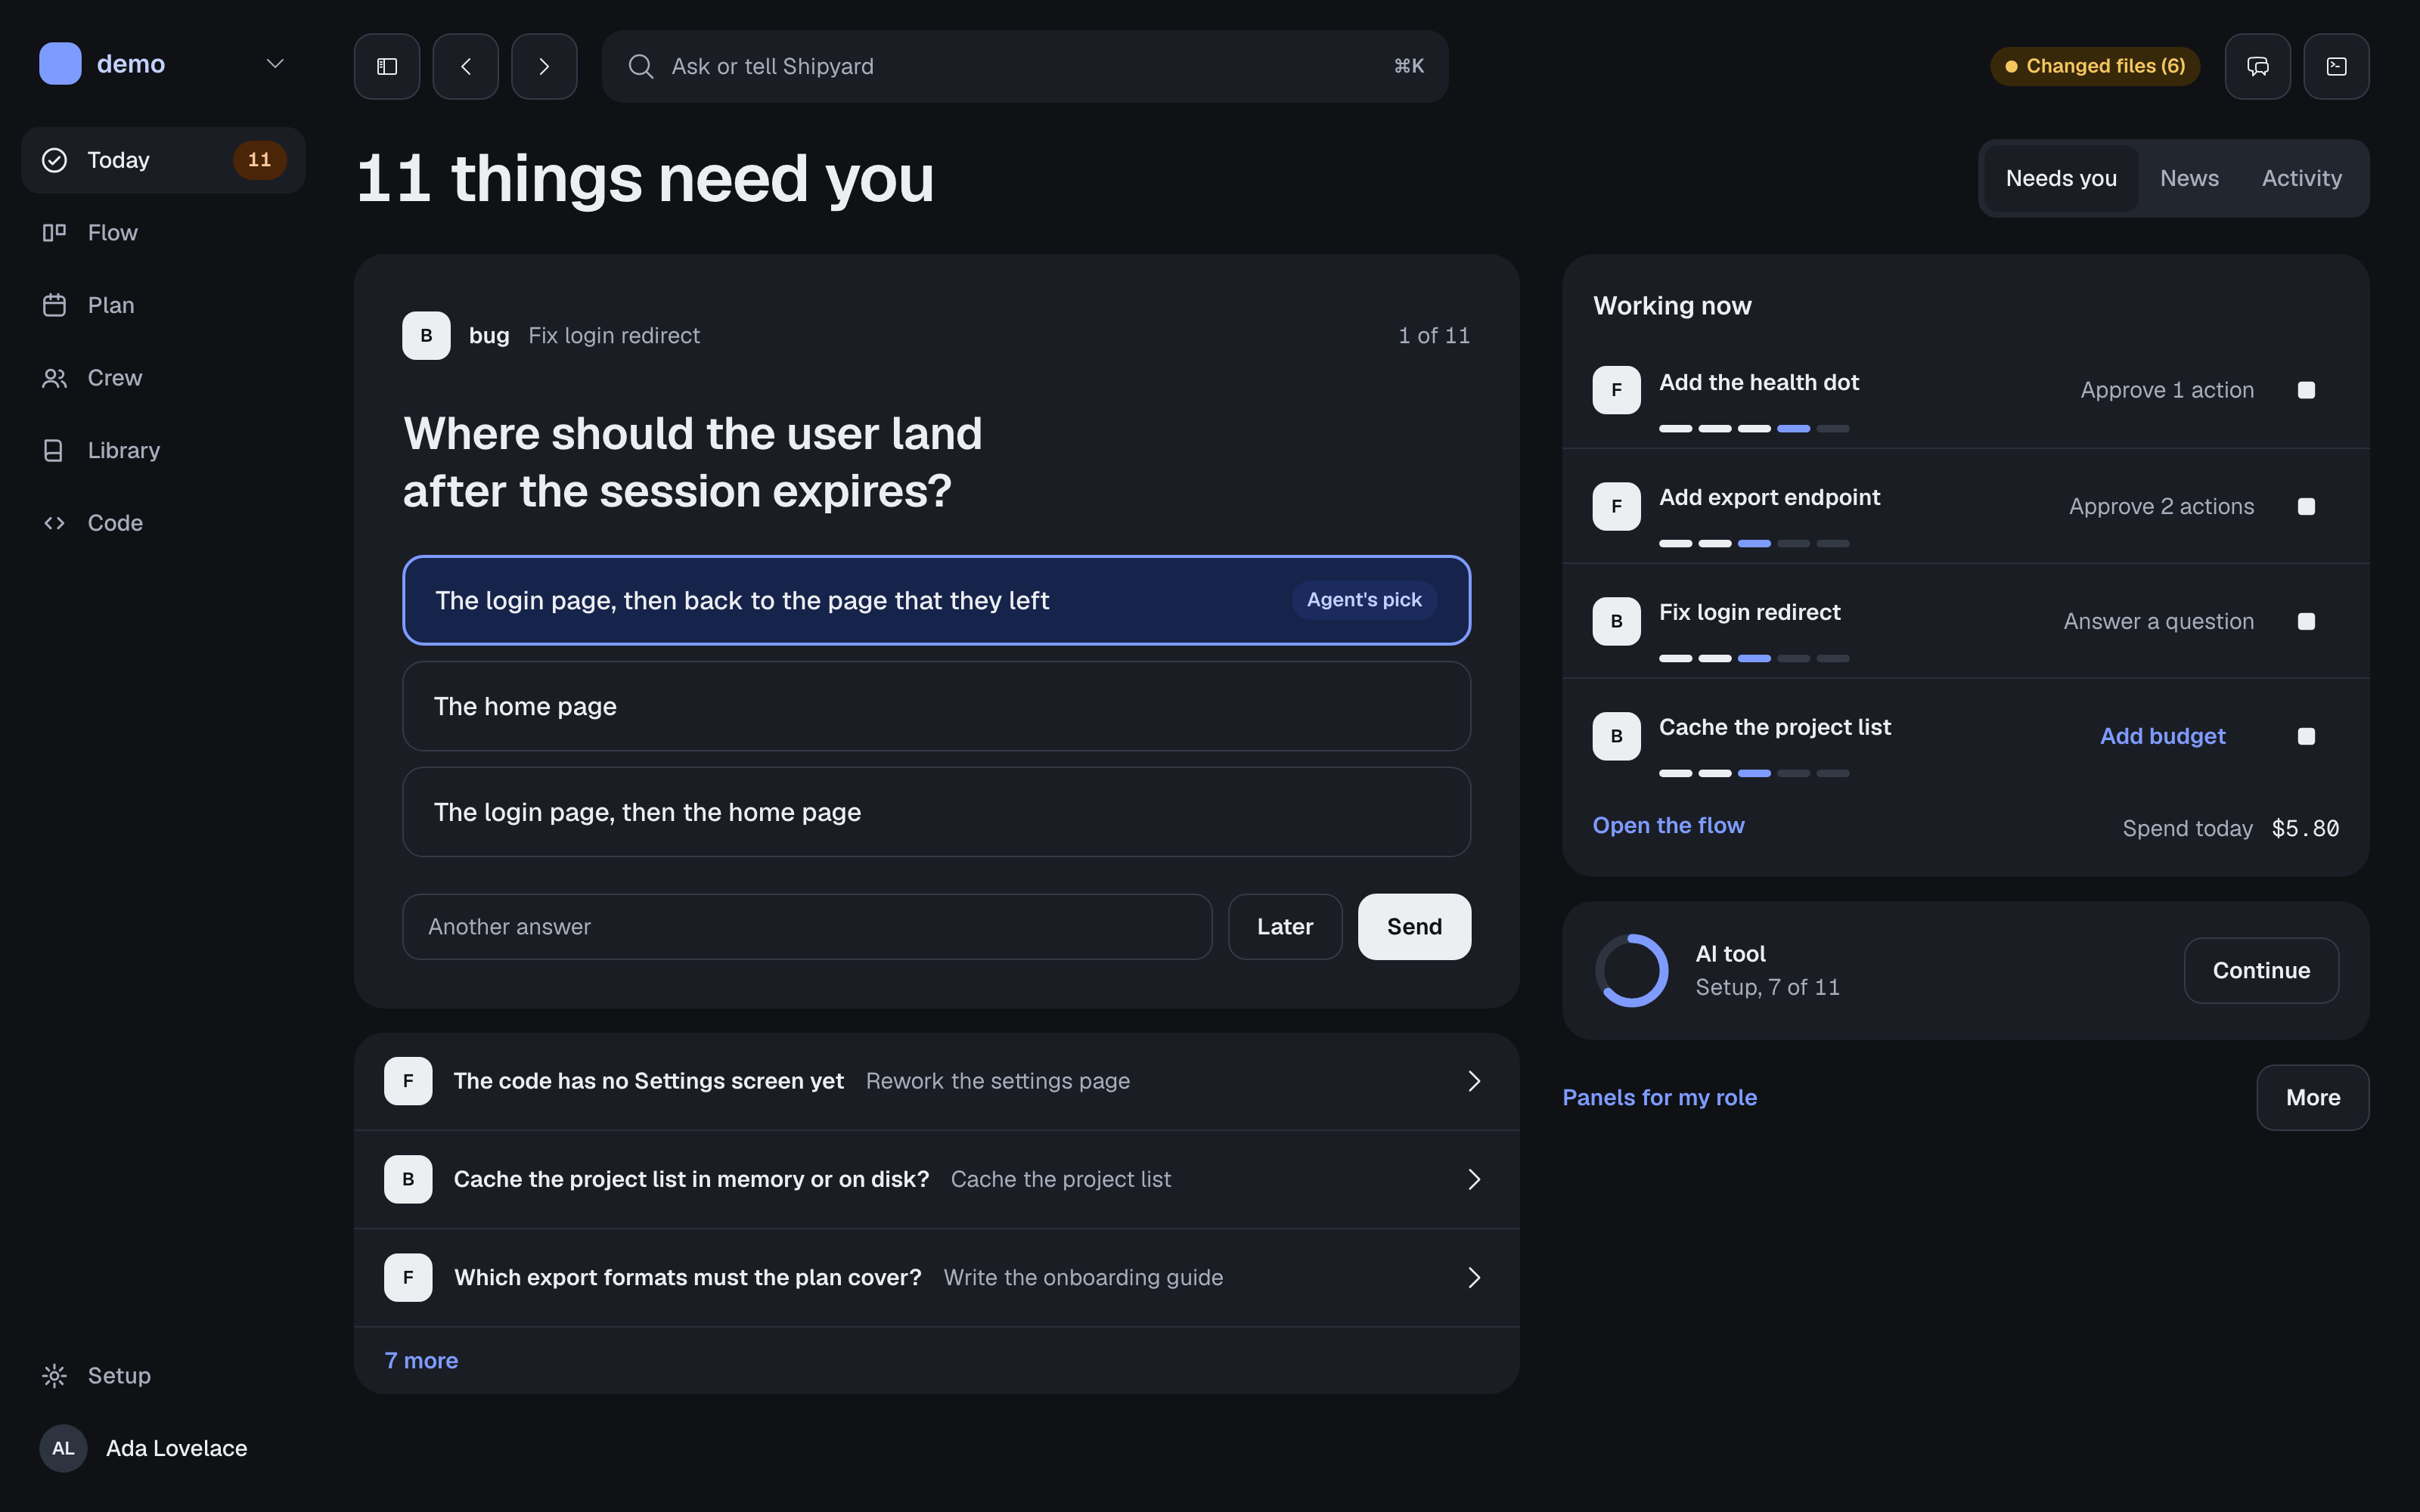 demo
Ask or tell Shipyard
⌘K
Changed files (6)
Today
11
Flow
Plan
Crew
Library
Code
Setup
AL
Ada Lovelace
11 things need you
Needs you
News
Activity
B
bug
Fix login redirect
1 of 11
Where should the user land
after the session expires?
The login page, then back to the page that they left
Agent's pick
The home page
The login page, then the home page
Another answer
Later
Send
F
The code has no Settings screen yet
Rework the settings page
B
Cache the project list in memory or on disk?
Cache the project list
F
Which export formats must the plan cover?
Write the onboarding guide
7 more
Working now
F
Add the health dot
Approve 1 action
F
Add export endpoint
Approve 2 actions
B
Fix login redirect
Answer a question
B
Cache the project list
Add budget
Open the flow
Spend today
$5.80
AI tool
Setup, 7 of 11
Continue
Panels for my role
More